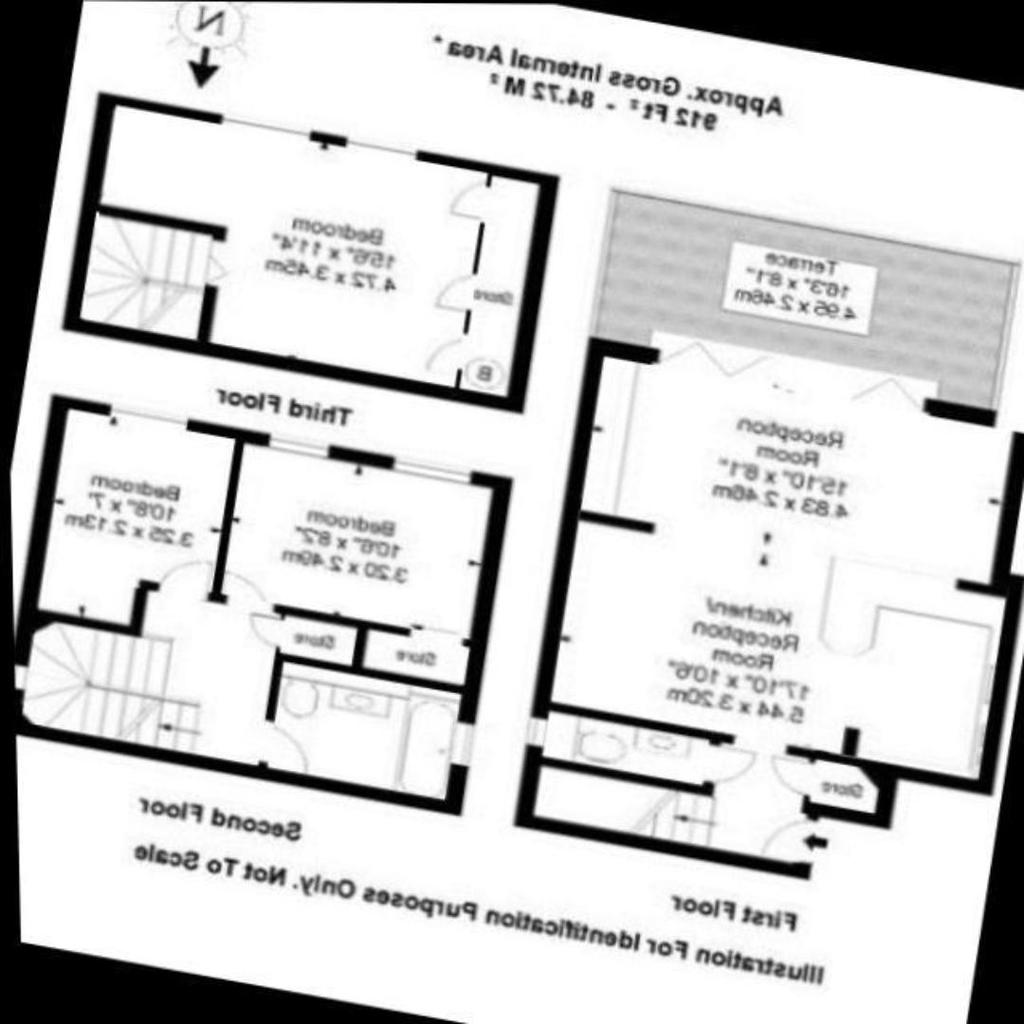 N
Approx. Gross Internal Area *
912 Ft² - 84.72 M²
Terrace
16'3" x 8'1"
4.95 x 2.46m
Reception
Room
15'10" x 8'1"
4.83 x 2.46m
Kitchen/
Reception
Room
17'10" x 10'6"
5.44 x 3.20m
Store
First Floor
Bedroom
15'6" x 11'4"
4.72 x 3.45m
Store
B
Third Floor
Bedroom
10'6" x 8'2"
3.20 x 2.49m
Bedroom
10'8" x 7'
3.25 x 2.13m
Store
Store
Second Floor
Illustration For Identification Purposes Only. Not To Scale